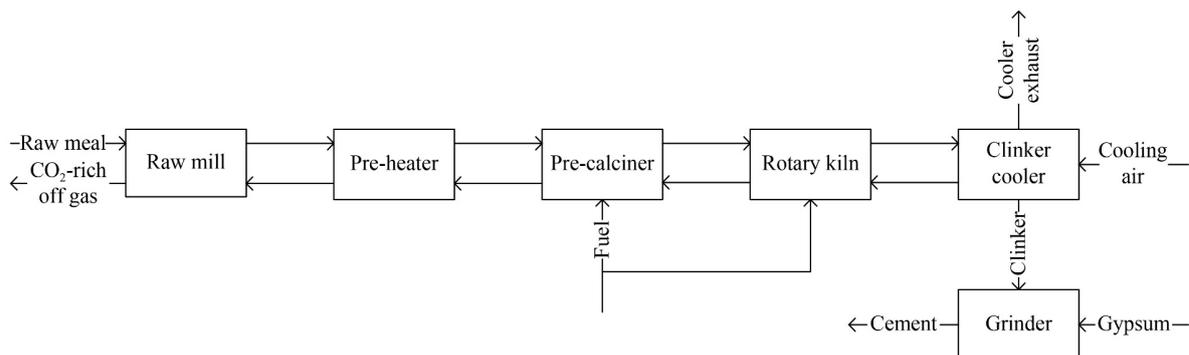 Cooler
exhaust
Raw meal
CO₂-rich
off gas
Raw mill
Pre-heater
Pre-calciner
Rotary kiln
Clinker
cooler
Cooling
air
Fuel
Clinker
Cement
Grinder
Gypsum